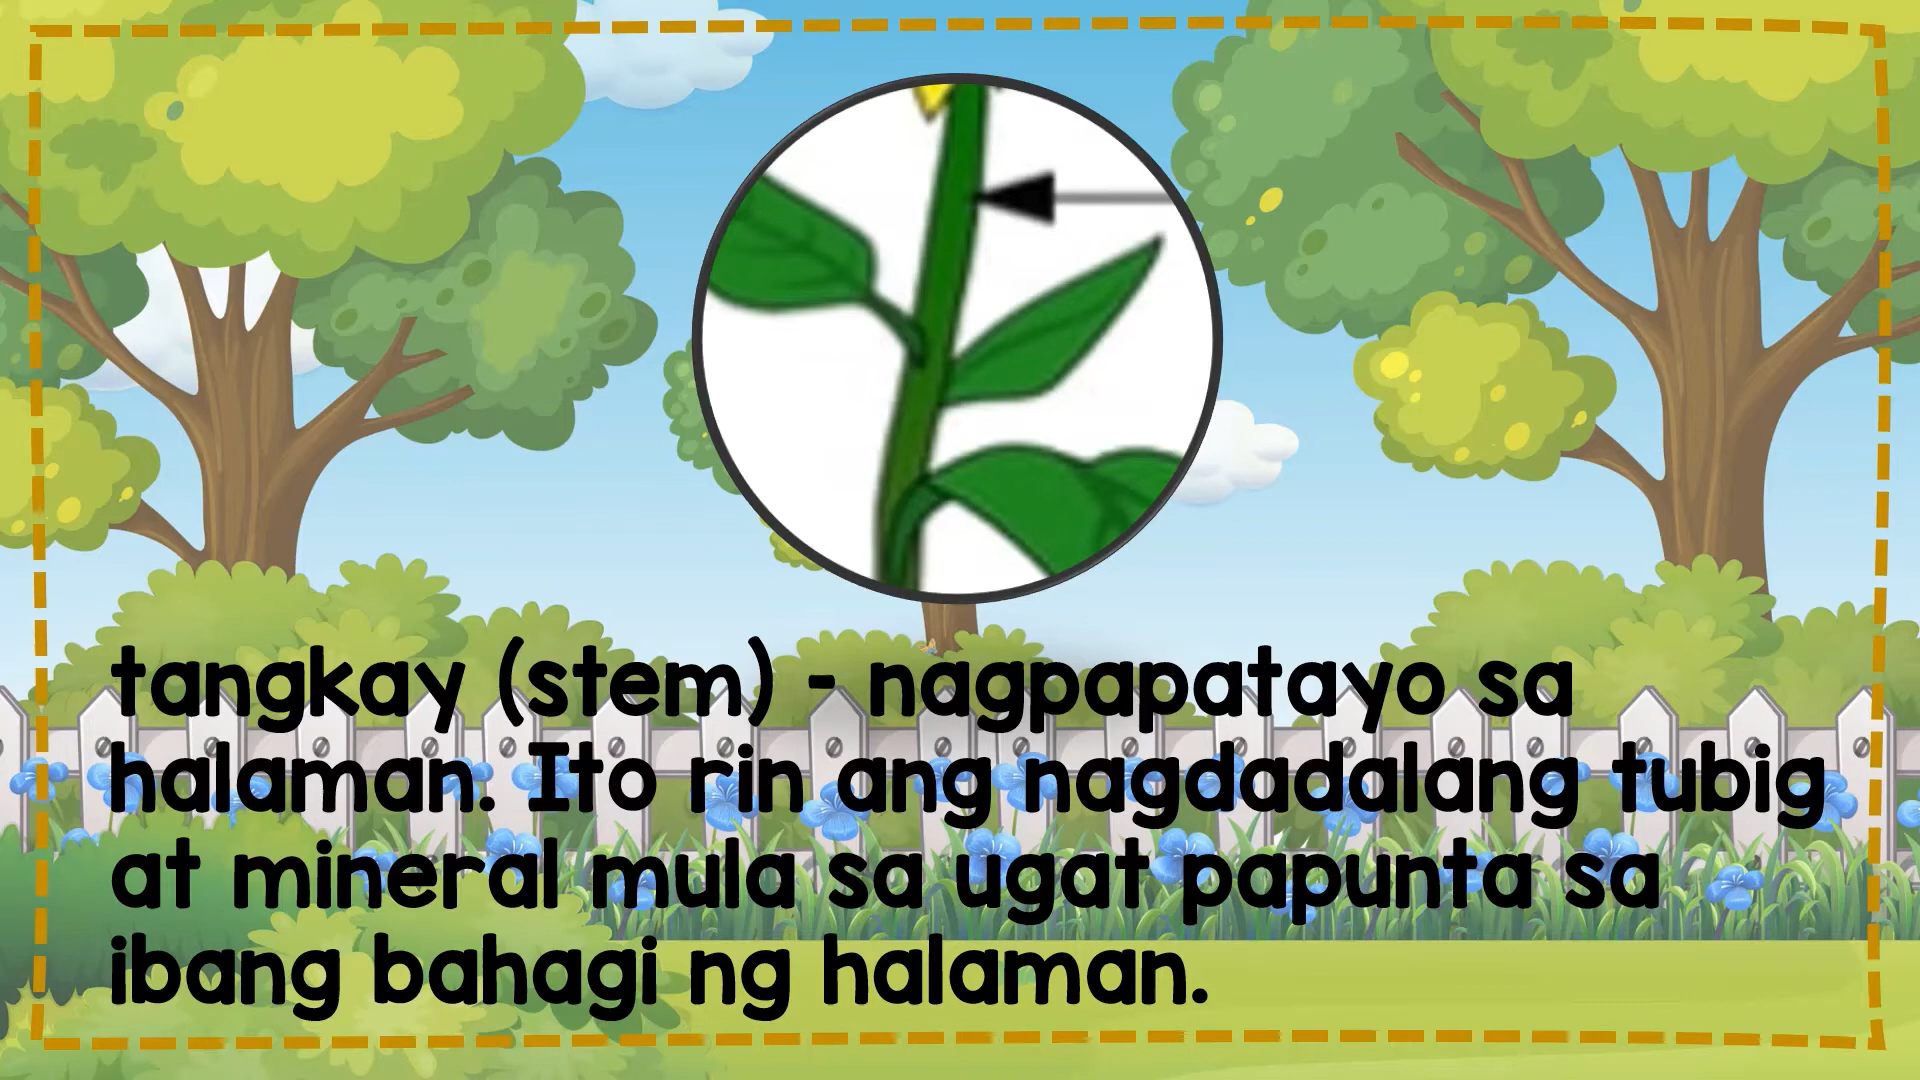 tangkay (stem) - nagpapatayo sa
halaman. Ito rin ang nagdadalang tubig
at mineral mula sa ugat papunta sa
ibang bahagi ng halaman.